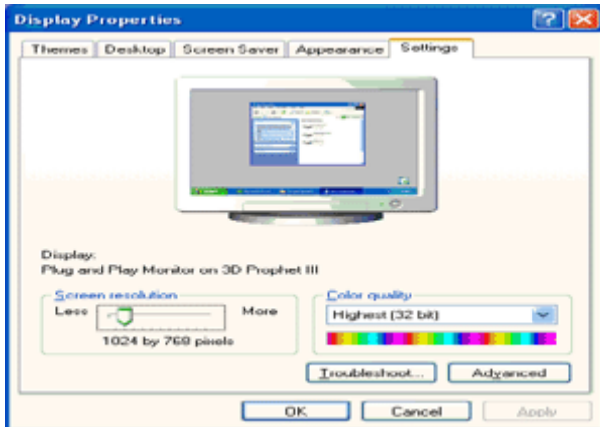 Display Properties
Themes Desktop Screen Saver Appearance Settings
Display:
Plug and Play Monitor on 3D Prophet III
Screen resolution
Less More
1024 by 768 pixels
Color quality
Highest (32 bit)
Troubleshoot... Advanced
OK Cancel Apply